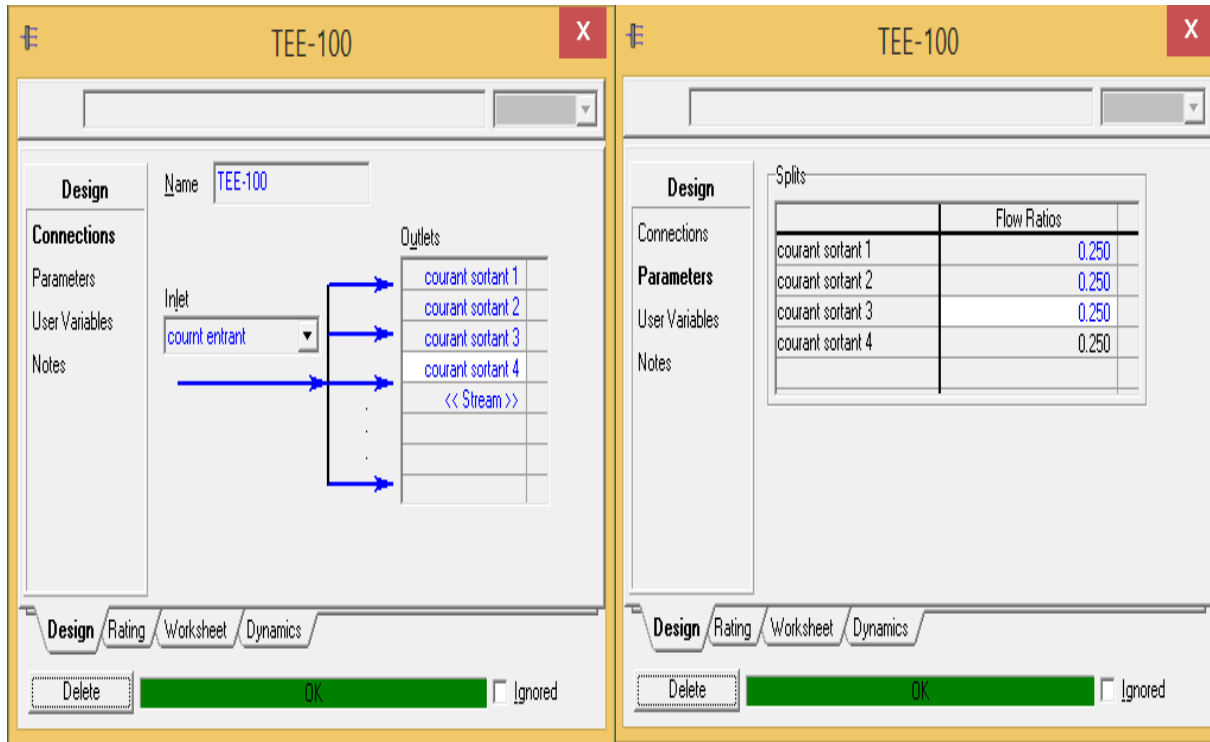 TEE-100
X
Design
Connections
Parameters
User Variables
Notes
Name TEE-100
Inlet
cournt entrant
Outlets
courant sortant 1
courant sortant 2
courant sortant 3
courant sortant 4
<< Stream >>
Design Rating Worksheet Dynamics
Delete OK Ignored
TEE-100
X
Design
Connections
Parameters
User Variables
Notes
Splits
Flow Ratios
courant sortant 1 0.250
courant sortant 2 0.250
courant sortant 3 0.250
courant sortant 4 0.250
Design Rating Worksheet Dynamics
Delete OK Ignored